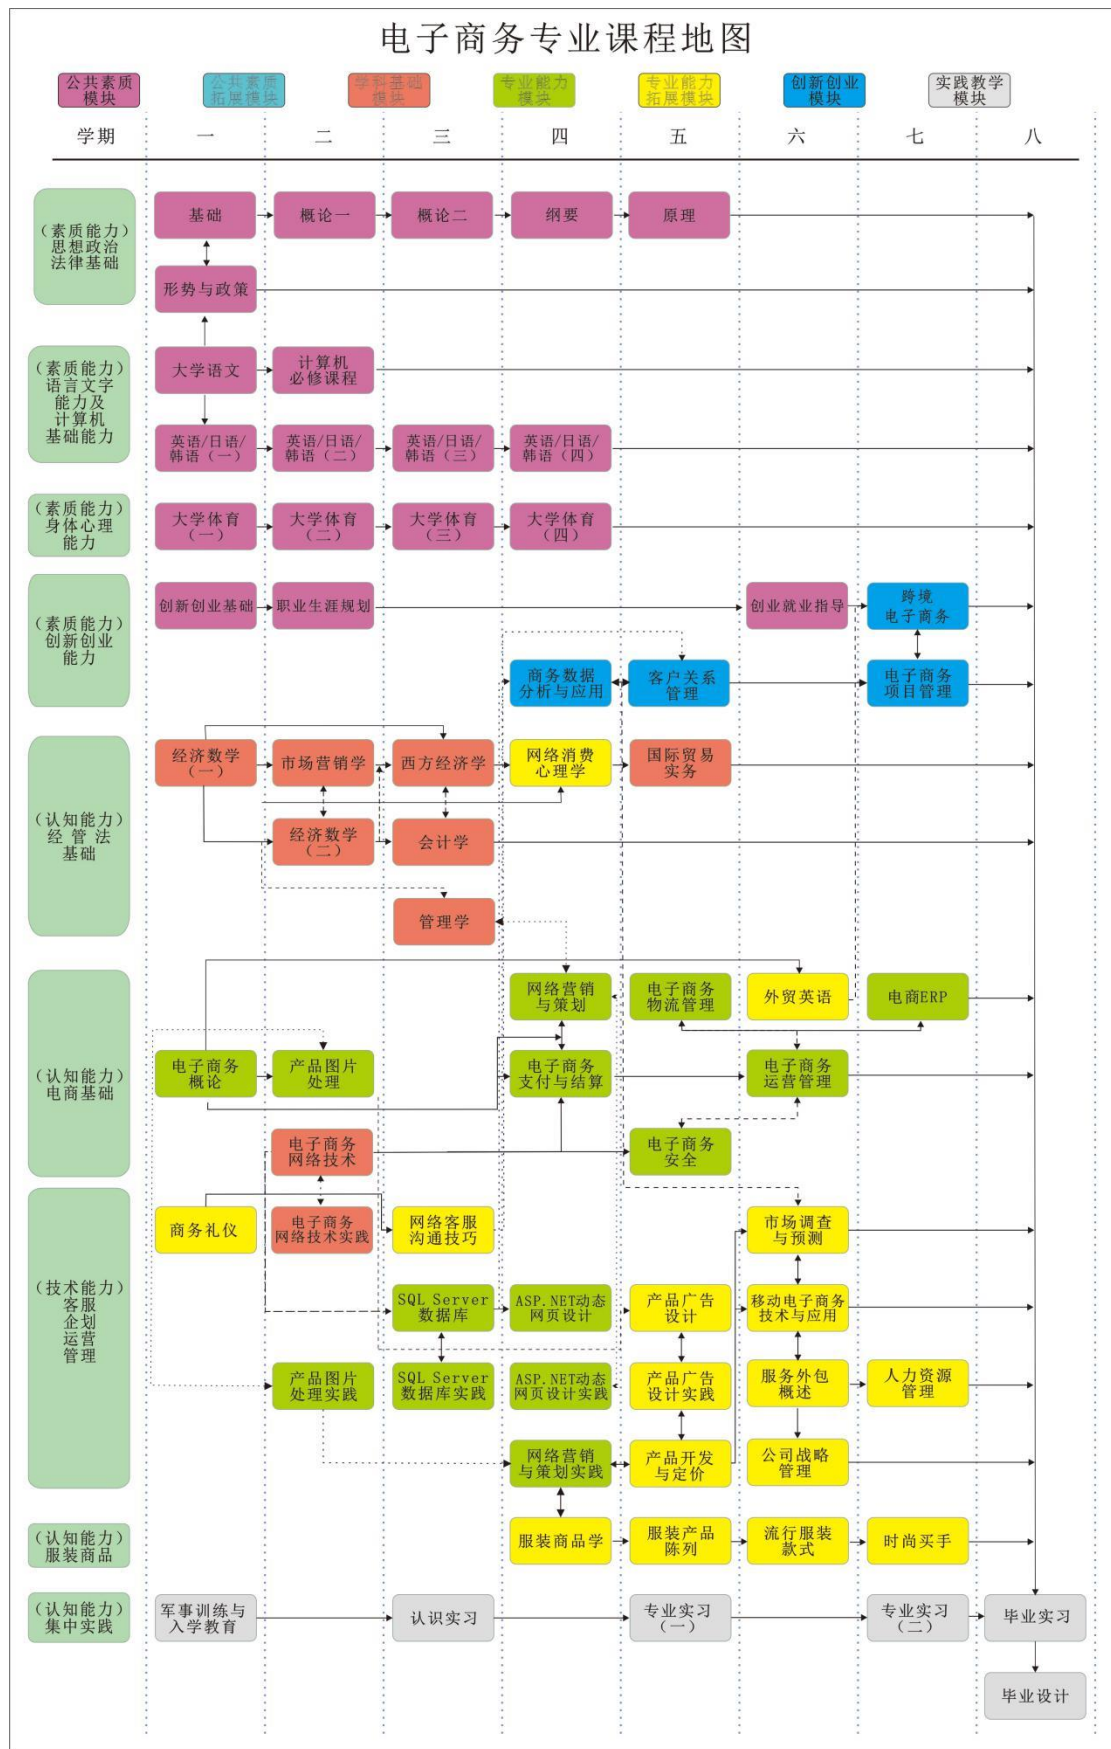 电子商务专业课程地图
公共素质
模块
公共素质
拓展模块
学科基础
模块
专业能力
模块
专业能力
拓展模块
创新创业
模块
实践教学
模块
学期
一
二
三
四
五
六
七
八
（素质能力）
思想政治
法律基础
基础
概论一
概论二
纲要
原理
形势与政策
（素质能力）
语言文字
能力及
计算机
基础能力
大学语文
计算机
必修课程
英语/日语/
韩语（一）
英语/日语/
韩语（二）
英语/日语/
韩语（三）
英语/日语/
韩语（四）
（素质能力）
身体心理
能力
大学体育
（一）
大学体育
（二）
大学体育
（三）
大学体育
（四）
（素质能力）
创新创业
能力
创新创业基础
职业生涯规划
创业就业指导
跨境
电子商务
商务数据
分析与应用
客户关系
管理
电子商务
项目管理
（认知能力）
经 管 法
基础
经济数学
（一）
市场营销学
西方经济学
网络消费
心理学
国际贸易
实务
经济数学
（二）
会计学
管理学
（认知能力）
电商基础
网络营销
与策划
电子商务
物流管理
外贸英语
电商ERP
电子商务
概论
产品图片
处理
电子商务
支付与结算
电子商务
运营管理
电子商务
网络技术
电子商务
安全
（技术能力）
客服
企划
运营
管理
商务礼仪
电子商务
网络技术实践
网络客服
沟通技巧
市场调查
与预测
SQL Server
数据库
ASP.NET动态
网页设计
产品广告
设计
移动电子商务
技术与应用
产品图片
处理实践
SQL Server
数据库实践
ASP.NET动态
网页设计实践
产品广告
设计实践
服务外包
概述
人力资源
管理
网络营销
与策划实践
产品开发
与定价
公司战略
管理
（认知能力）
服装商品
服装商品学
服装产品
陈列
流行服装
款式
时尚买手
（认知能力）
集中实践
军事训练与
入学教育
认识实习
专业实习
（一）
专业实习
（二）
毕业实习
毕业设计